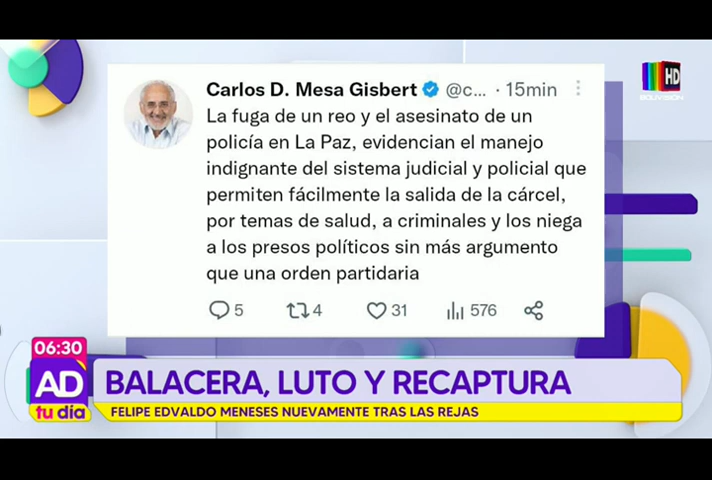 Carlos D. Mesa Gisbert @c... · 15min
La fuga de un reo y el asesinato de un
policía en La Paz, evidencian el manejo
indignante del sistema judicial y policial que
permiten fácilmente la salida de la cárcel,
por temas de salud, a criminales y los niega
a los presos políticos sin más argumento
que una orden partidaria
5 4 31 576
HD
BOLIVISION
06:30
AD
tu día
BALACERA, LUTO Y RECAPTURA
FELIPE EDVALDO MENESES NUEVAMENTE TRAS LAS REJAS